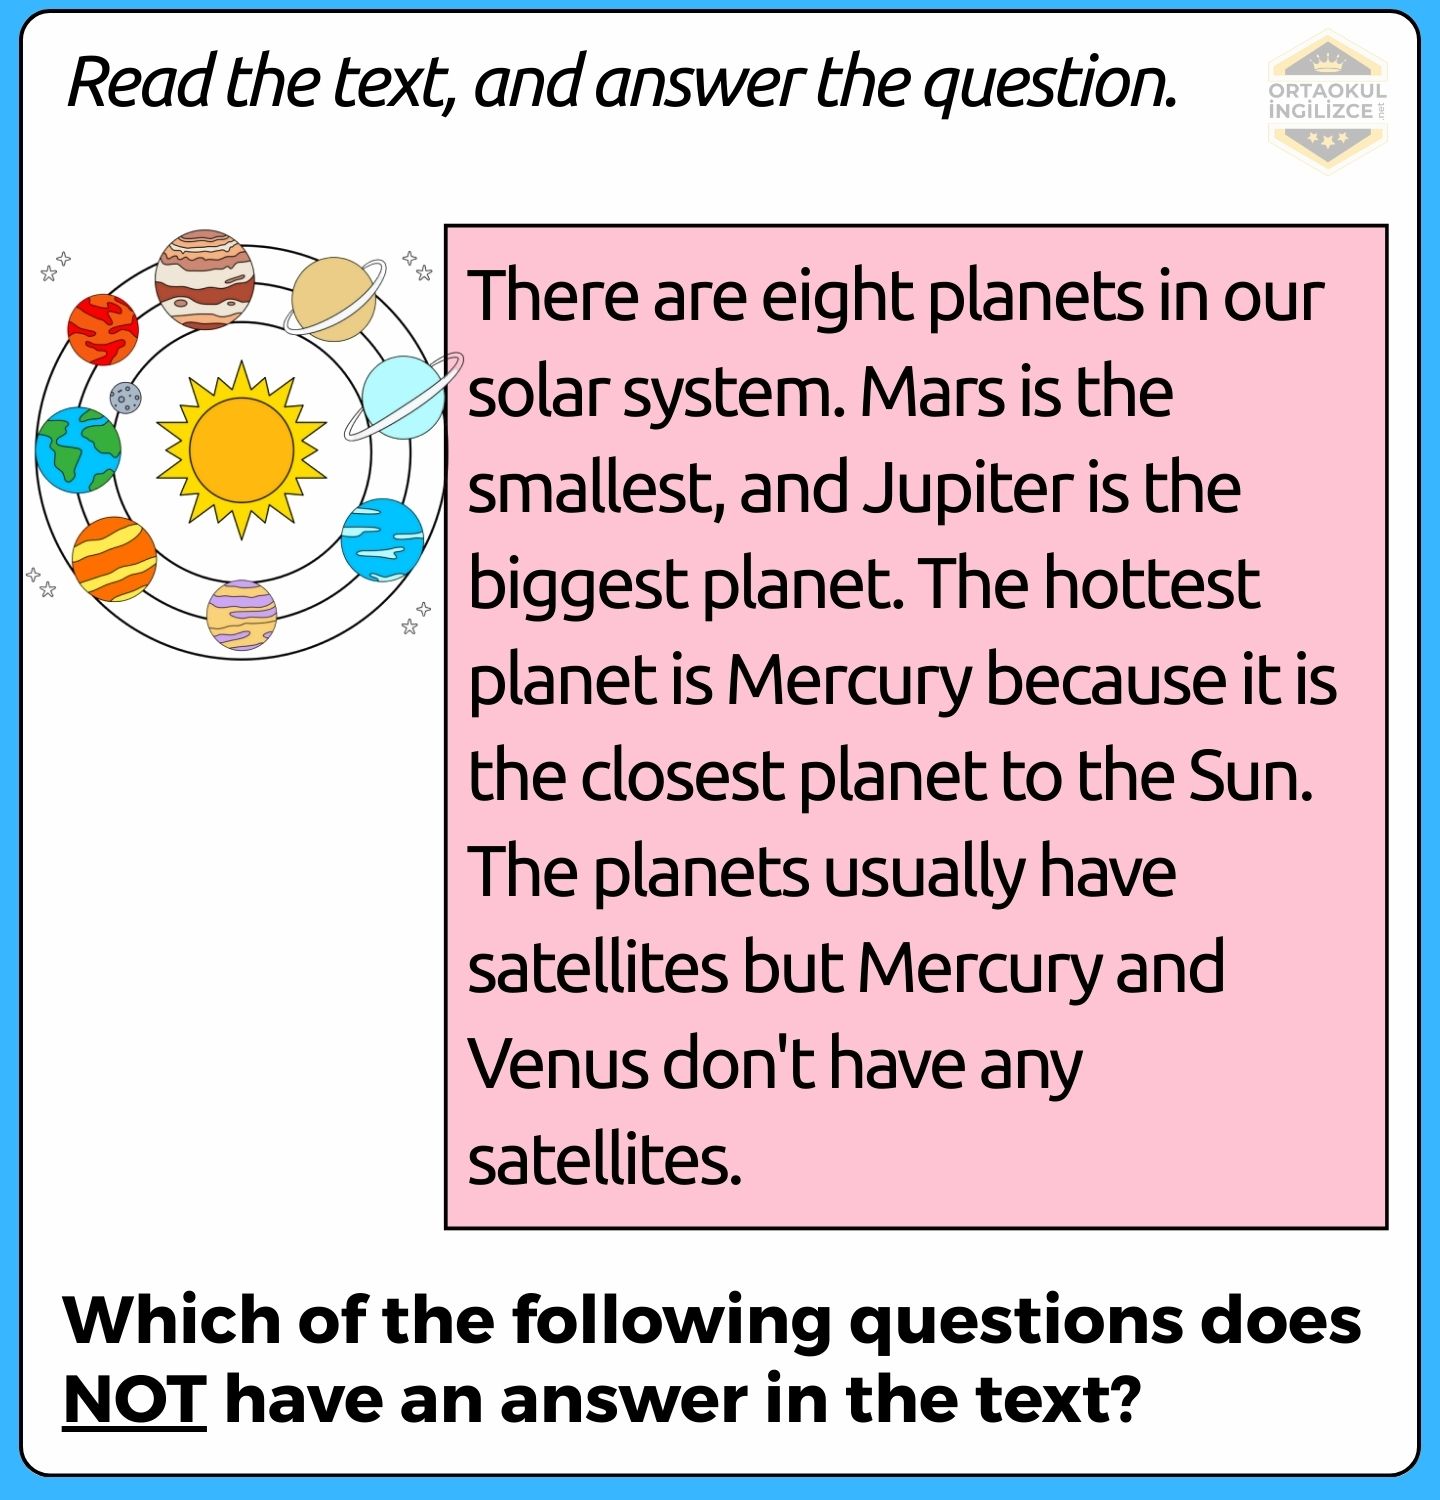 Read the text, and answer the question.
ORTAOKUL
İNGİLİZCE
.net
There are eight planets in our
solar system. Mars is the
smallest, and Jupiter is the
biggest planet. The hottest
planet is Mercury because it is
the closest planet to the Sun.
The planets usually have
satellites but Mercury and
Venus don't have any
satellites.
Which of the following questions does
NOT have an answer in the text?